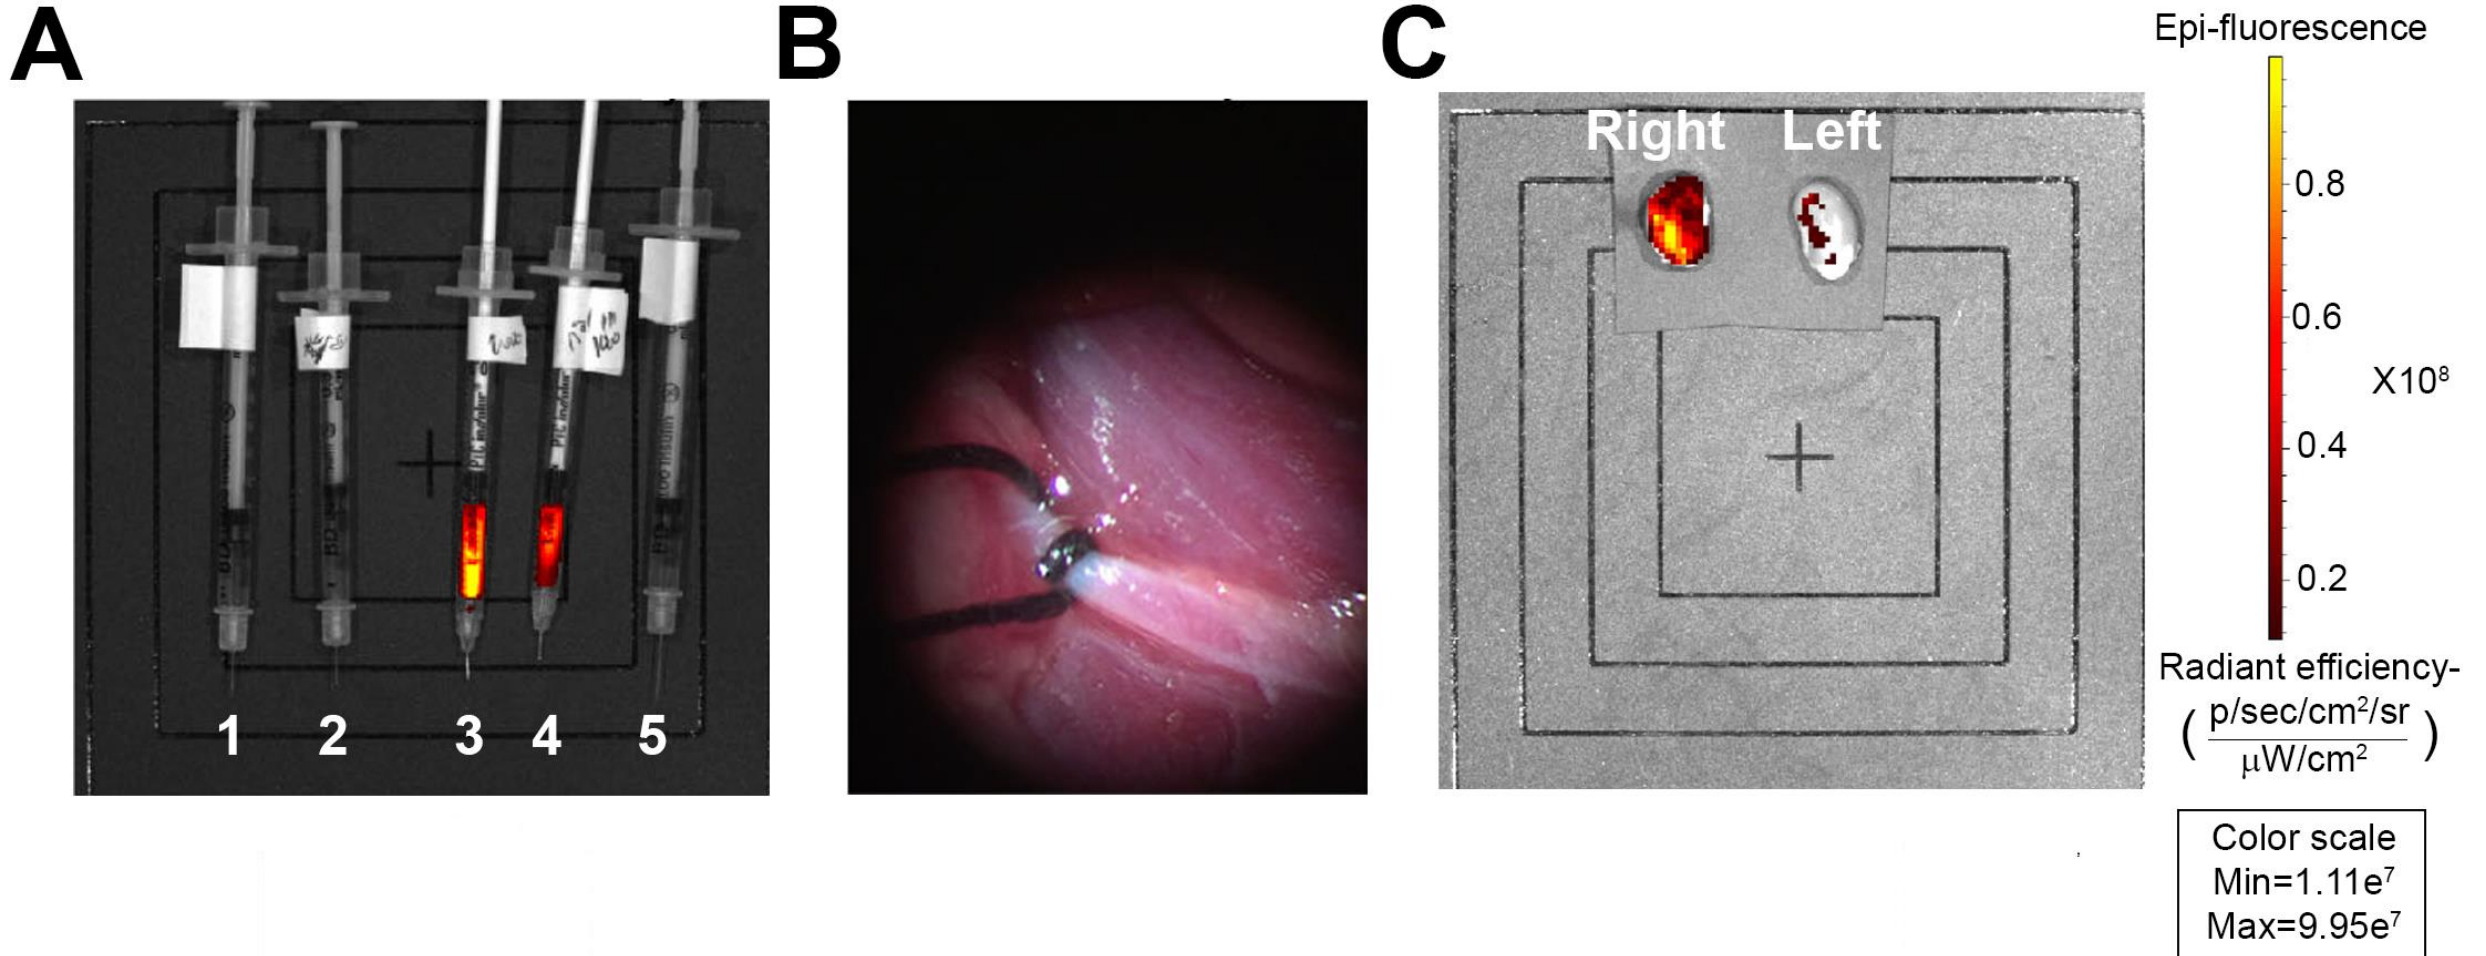 A
B
C
1
2
3
4
5
Right
Left
Epi-fluorescence
0.8
0.6
X10⁸
0.4
0.2
Radiant efficiency-
( p/sec/cm²/sr )
μW/cm²
Color scale
Min=1.11e⁷
Max=9.95e⁷